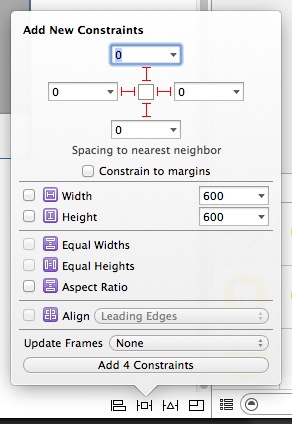 Add New Constraints
0
0 0
0
Spacing to nearest neighbor
Constrain to margins
Width 600
Height 600
Equal Widths
Equal Heights
Aspect Ratio
Align Leading Edges
Update Frames None
Add 4 Constraints